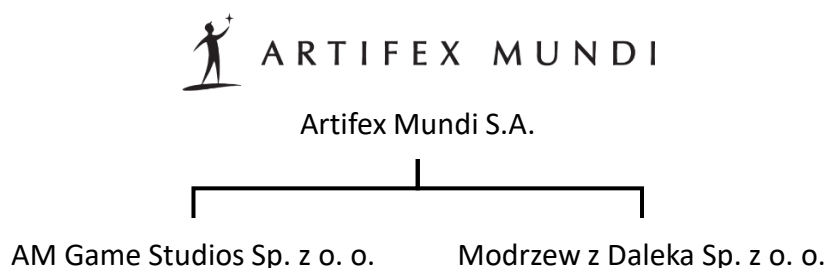 ARTIFEX MUNDI
Artifex Mundi S.A.
AM Game Studios Sp. z o. o.
Modrzew z Daleka Sp. z o. o.